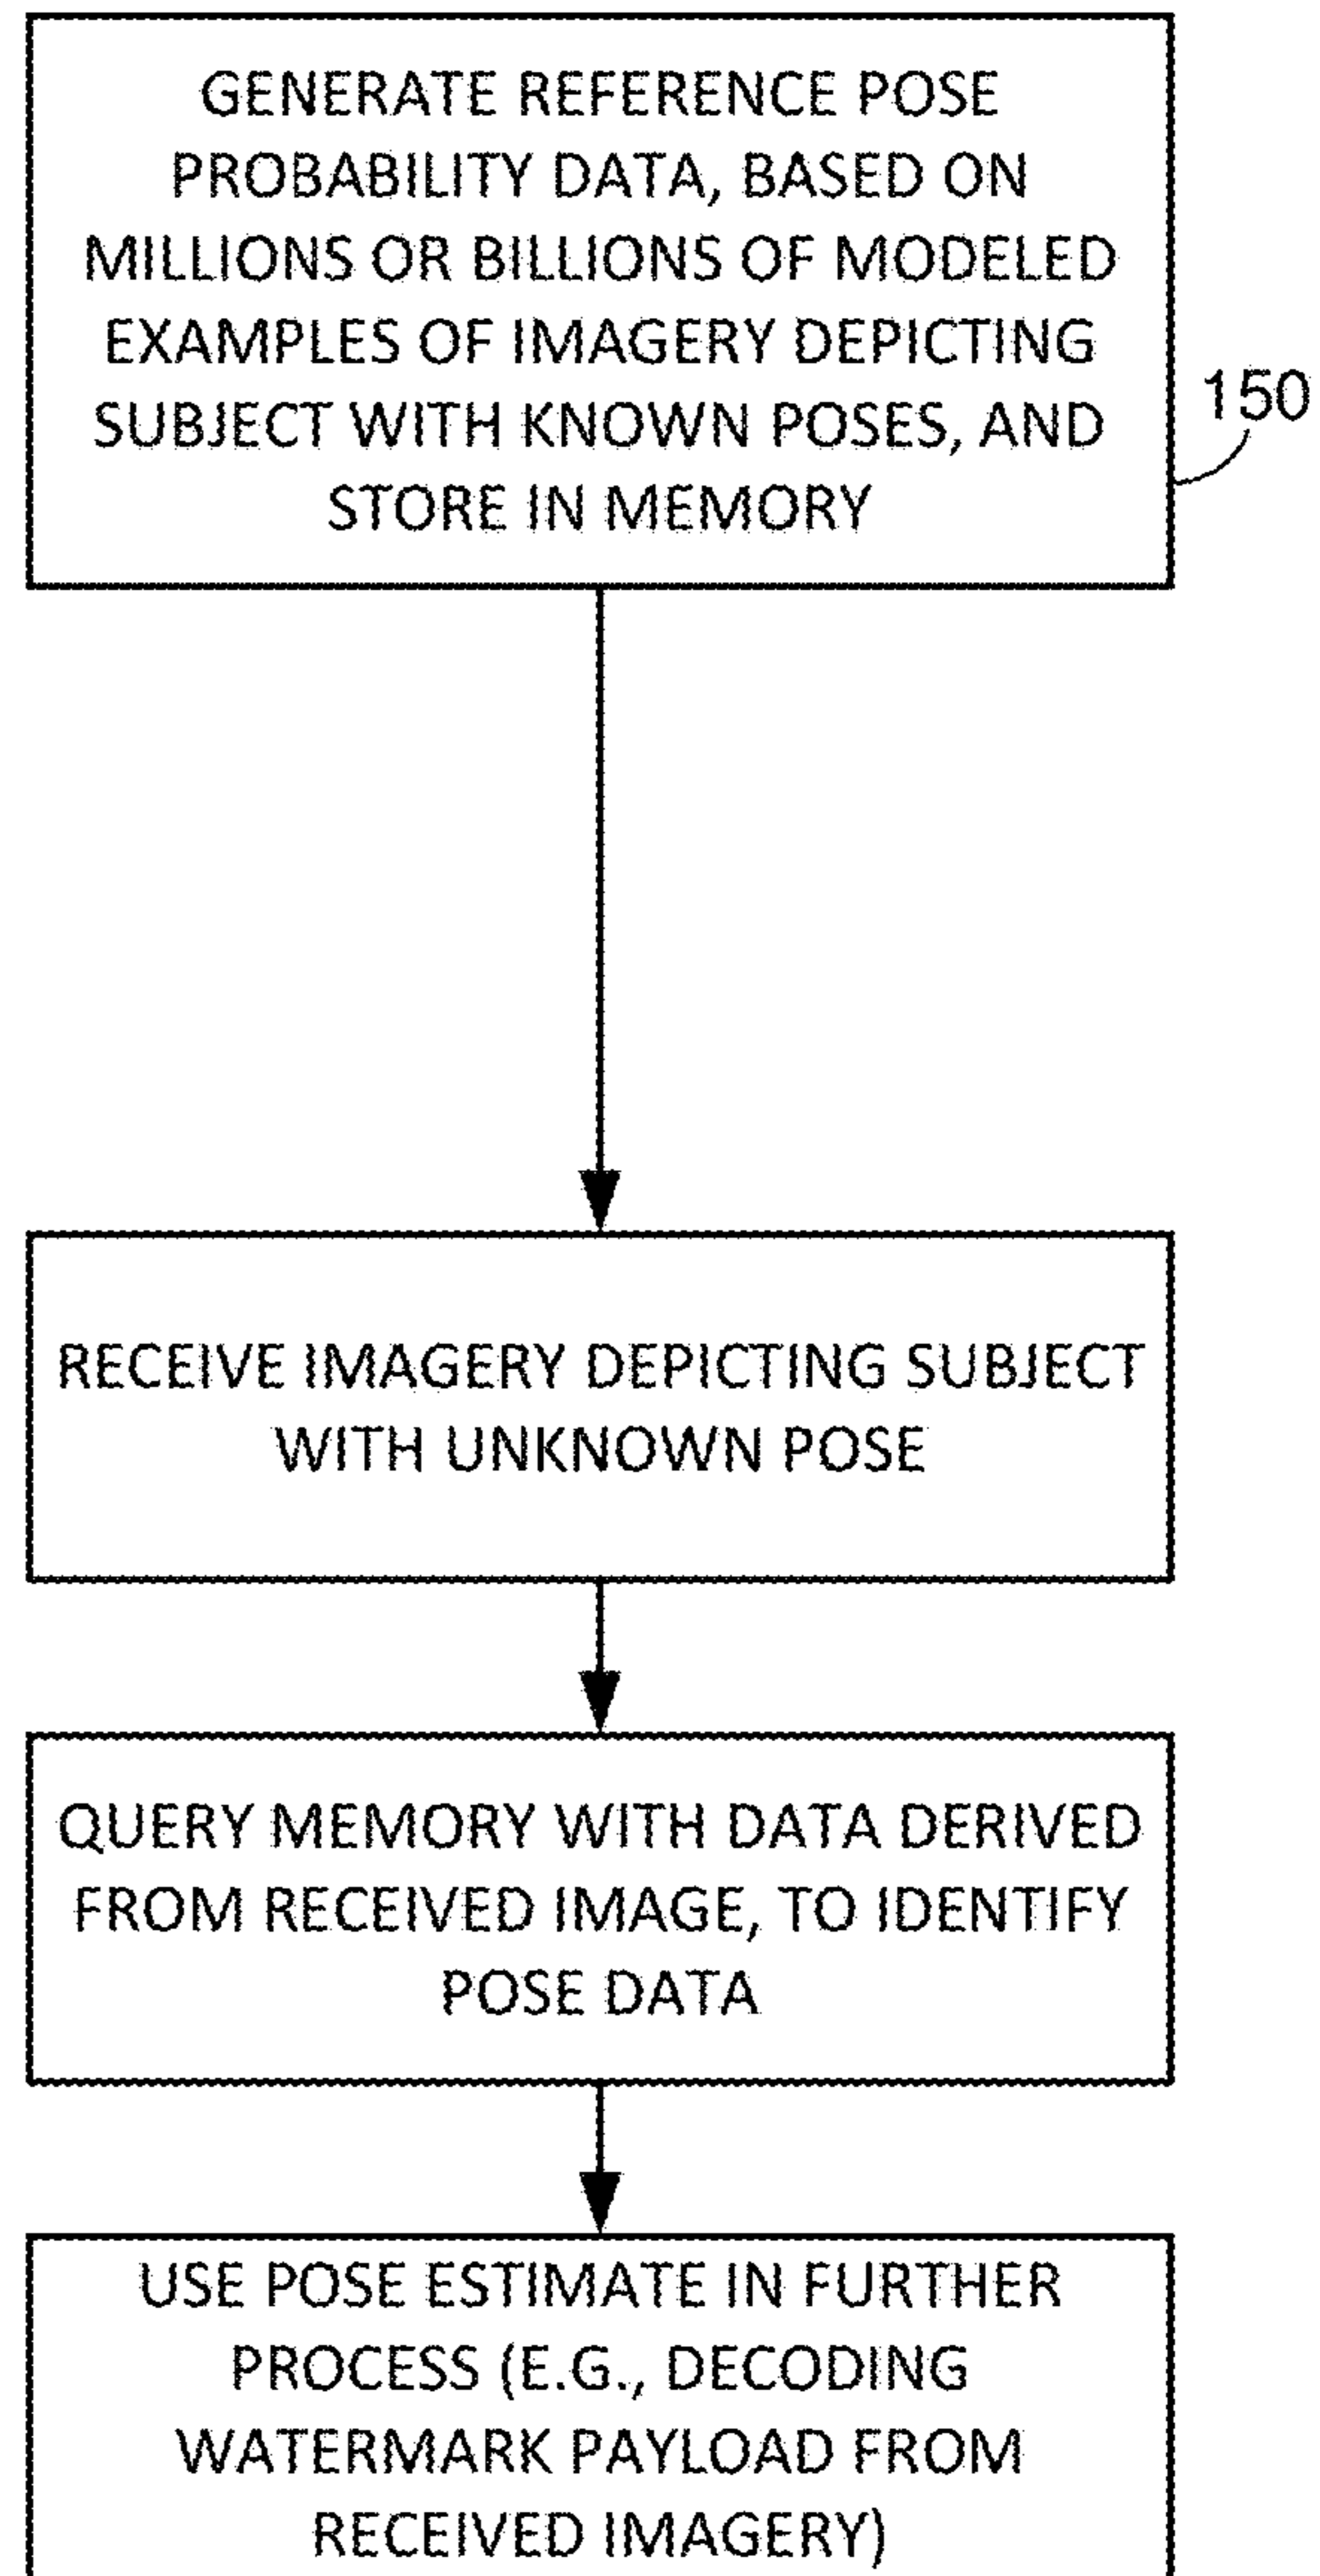 GENERATE REFERENCE POSE
PROBABILITY DATA, BASED ON
MILLIONS OR BILLIONS OF MODELED
EXAMPLES OF IMAGERY DEPICTING
SUBJECT WITH KNOWN POSES, AND
STORE IN MEMORY
150
RECEIVE IMAGERY DEPICTING SUBJECT
WITH UNKNOWN POSE
QUERY MEMORY WITH DATA DERIVED
FROM RECEIVED IMAGE, TO IDENTIFY
POSE DATA
USE POSE ESTIMATE IN FURTHER
PROCESS (E.G., DECODING
WATERMARK PAYLOAD FROM
RECEIVED IMAGERY)